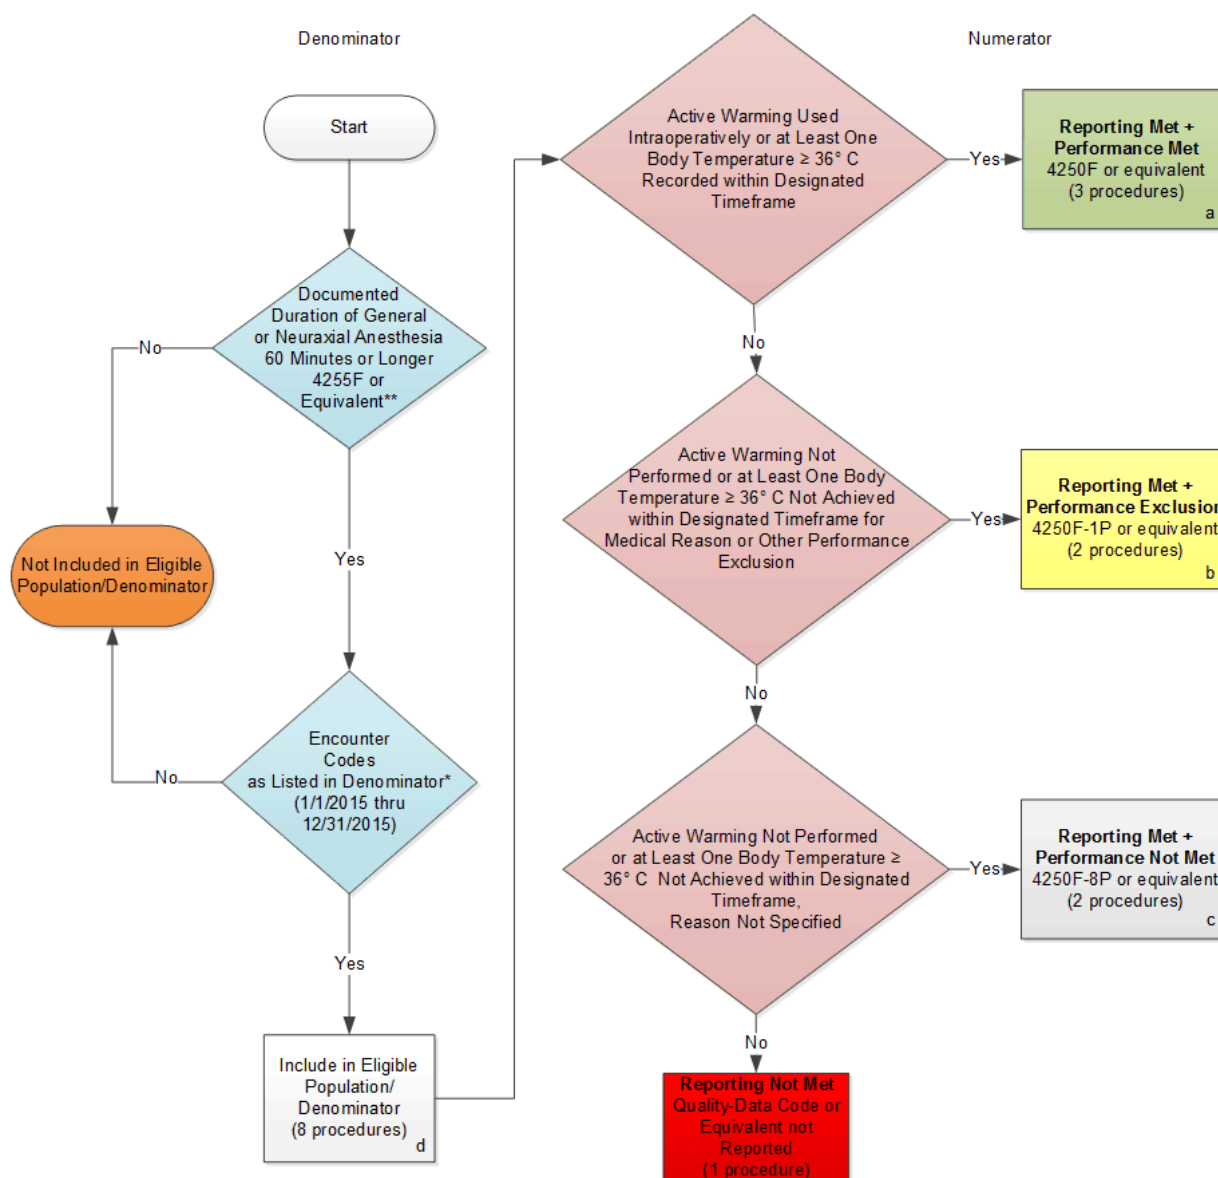 Denominator
Numerator
Start
Documented
Duration of General
or Neuraxial Anesthesia
60 Minutes or Longer
4255F or
Equivalent**
No
Yes
Not Included in Eligible
Population/Denominator
Encounter
Codes
as Listed in Denominator*
(1/1/2015 thru
12/31/2015)
No
Yes
Include in Eligible
Population/
Denominator
(8 procedures)
d
Active Warming Used
Intraoperatively or at Least One
Body Temperature ≥ 36° C
Recorded within Designated
Timeframe
Yes
Reporting Met +
Performance Met
4250F or equivalent
(3 procedures)
a
No
Active Warming Not
Performed or at Least One Body
Temperature ≥ 36° C Not Achieved
within Designated Timeframe for
Medical Reason or Other Performance
Exclusion
Yes
Reporting Met +
Performance Exclusion
4250F-1P or equivalent
(2 procedures)
b
No
Active Warming Not Performed
or at Least One Body Temperature ≥
36° C Not Achieved within Designated
Timeframe,
Reason Not Specified
Yes
Reporting Met +
Performance Not Met
4250F-8P or equivalent
(2 procedures)
c
No
Reporting Not Met
Quality-Data Code or
Equivalent not
Reported
(1 procedure)